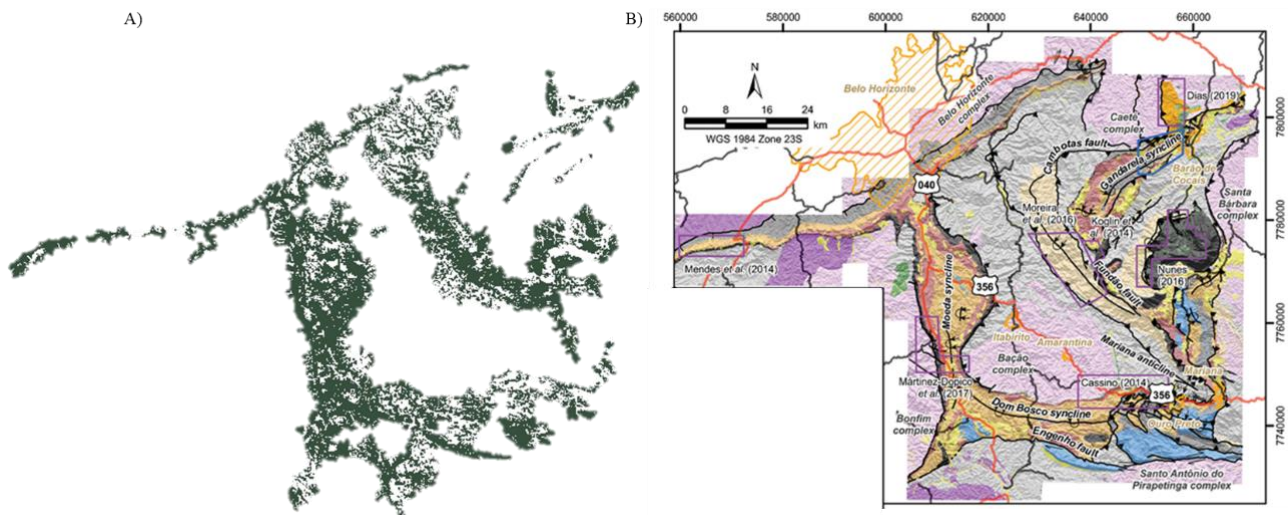 A)
B)
560000 580000 600000 620000 640000 660000
N
0 8 16 24
km
WGS 1984 Zone 23S
Belo Horizonte
Belo Horizonte
complex
Caeté
complex
Dias (2019)
Cambotas fault
Gandarela syncline
Barão de
Cocais
Santa
Bárbara
complex
040
Moreira
et al. (2016)
Koglin et
al. (2014)
Mendes et al. (2014)
Moeda syncline
356
Fundão fault
Nunes
(2016)
Itabirito
Amarantina
Mariana anticline
Bação
complex
Mariana
Martínez Dopico
et al. (2017)
Cassino (2014)
356
Dom Bosco syncline
Bonfim
complex
Engenho fault
Ouro Preto
Santo Antônio do
Pirapetinga complex
7800000
7780000
7760000
7740000